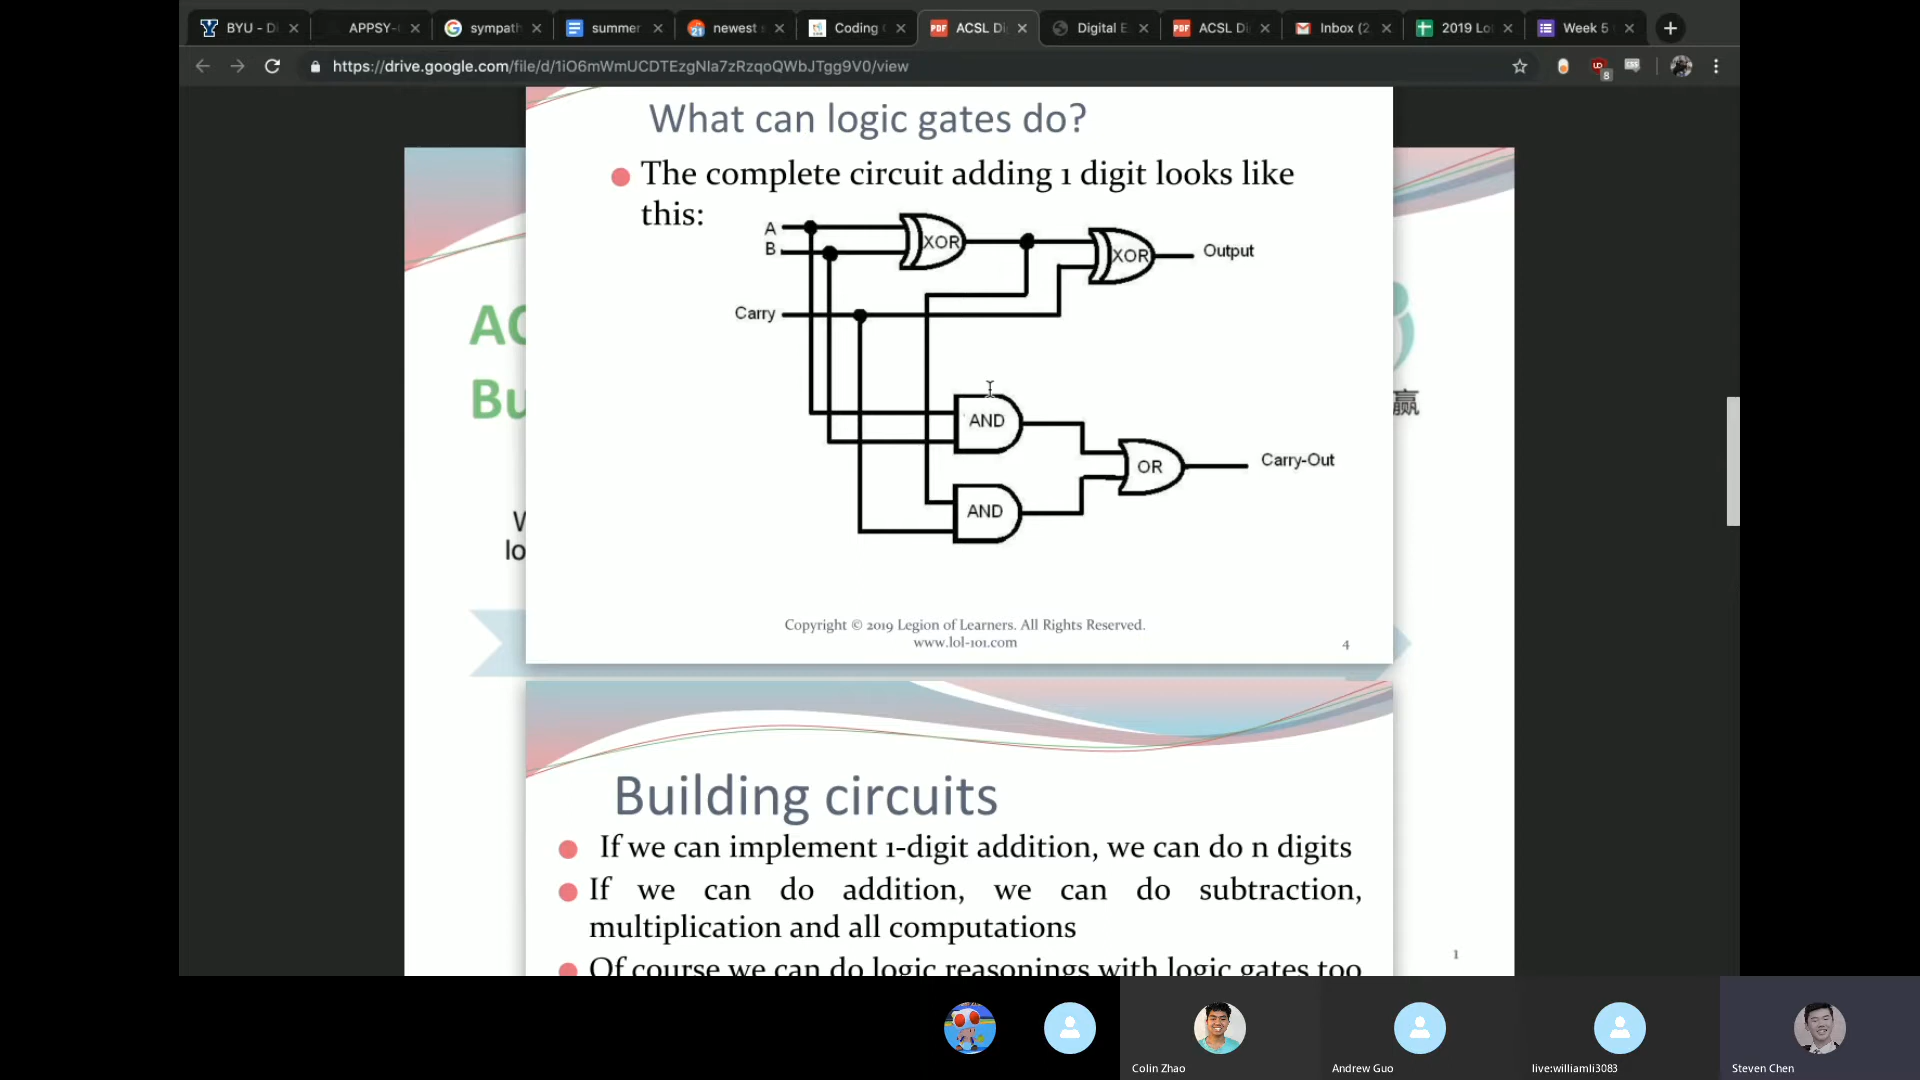 BYU - Di
APPSY-
sympath
summer
newest s
Coding
ACSL Di
Digital E
ACSL Di
Inbox (2
2019 Lo
Week 5
https://drive.google.com/file/d/1iO6mWmUCDTEzgNla7zRzqoQWbJTgg9V0/view
8
What can logic gates do?
The complete circuit adding 1 digit looks like
this:
A
B
XOR
XOR
Output
Carry
AND
AND
OR
Carry-Out
Copyright © 2019 Legion of Learners. All Rights Reserved.
www.lol-101.com
4
AC
Bu
赢
W
lo
Building circuits
If we can implement 1-digit addition, we can do n digits
If we can do addition, we can do subtraction,
multiplication and all computations
Of course we can do logic reasonings with logic gates too
1
Colin Zhao
Andrew Guo
live:williamli3083
Steven Chen